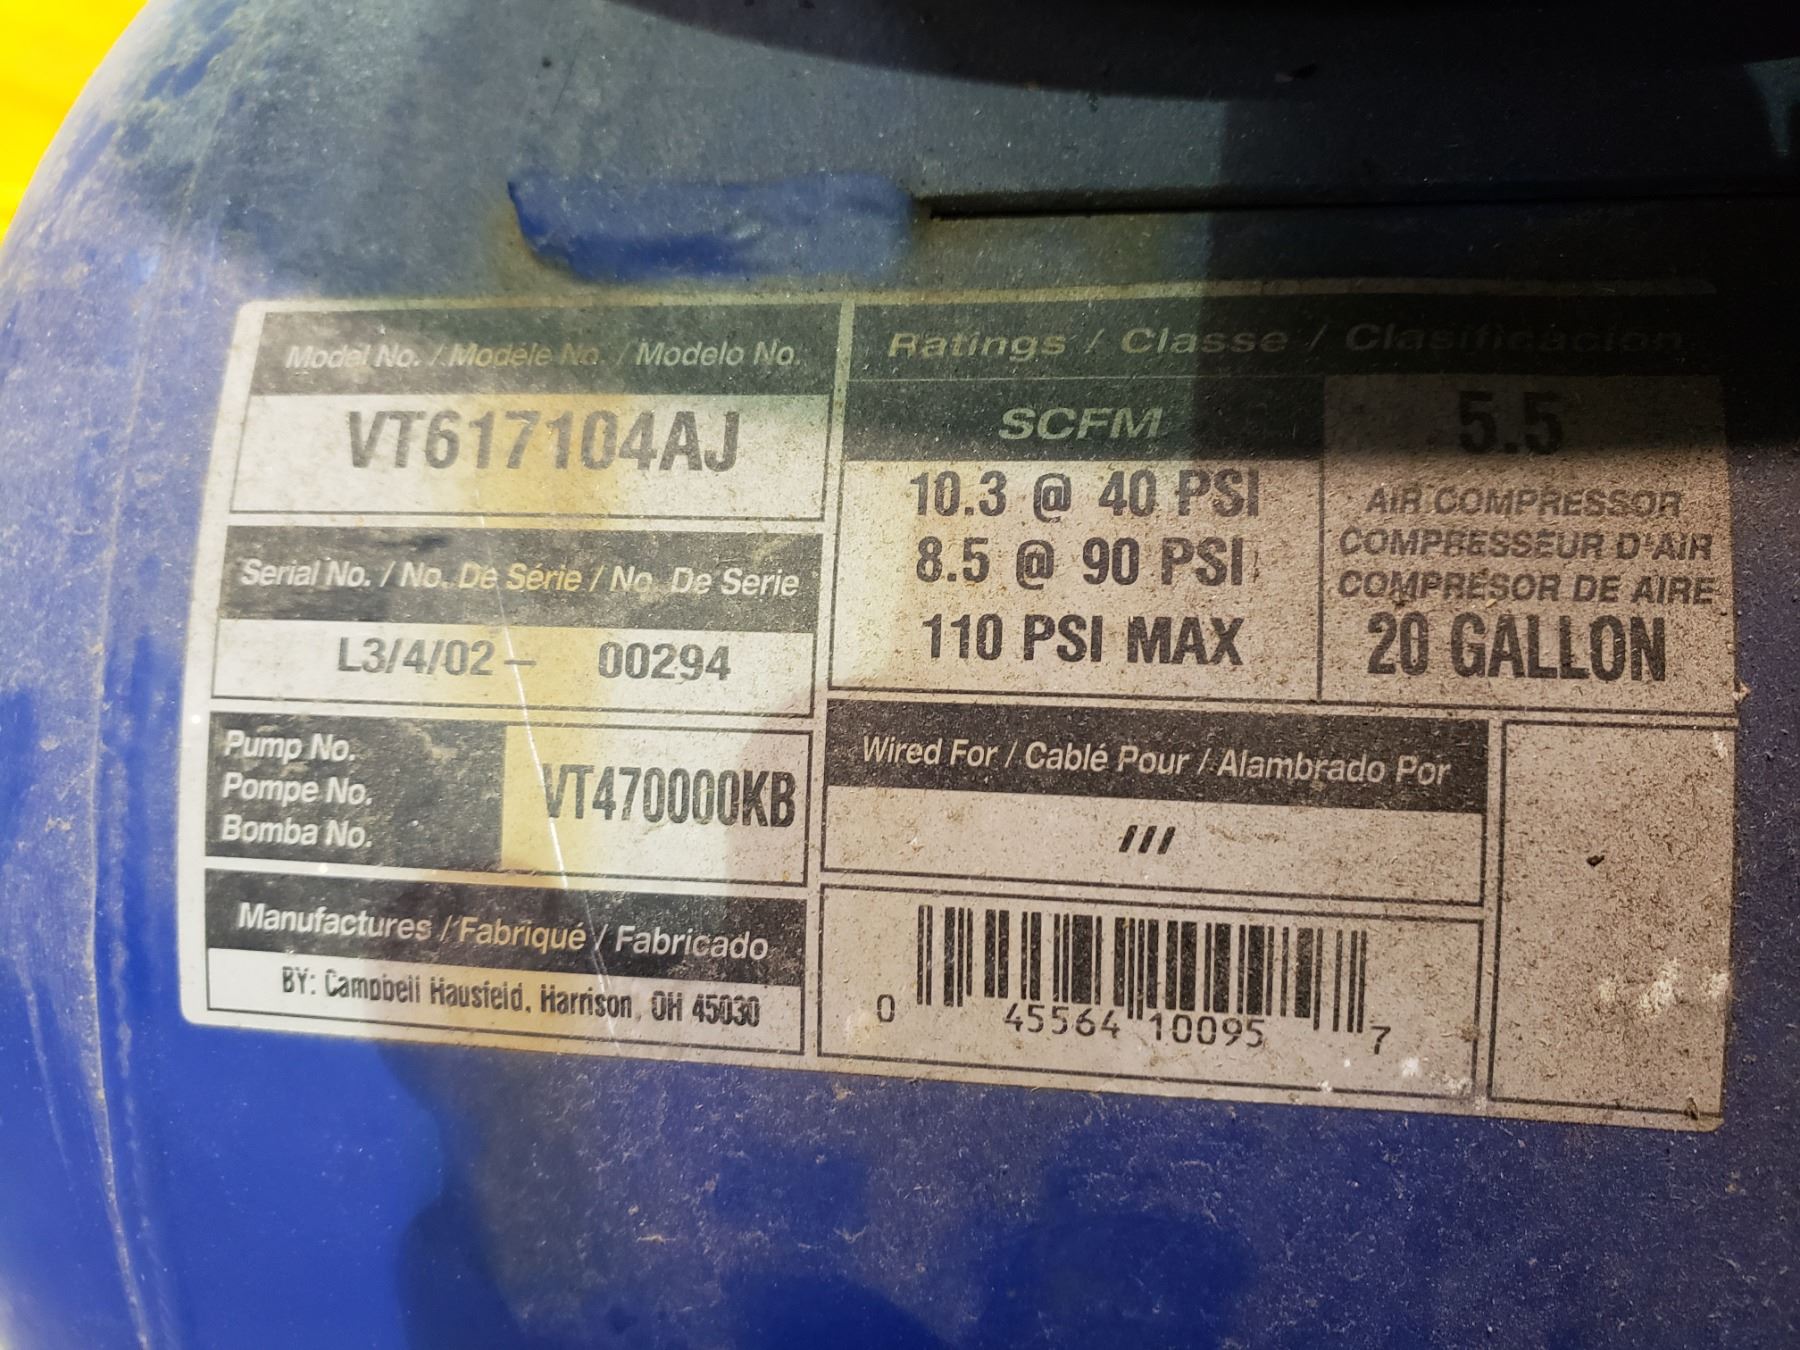 Model No. / Modèle No. / Modelo No.
VT617104AJ
Serial No. / No. De Série / No. De Serie
L3/4/02 – 00294
Pump No.
Pompe No.
Bomba No.
VT470000KB
Manufactures / Fabriqué / Fabricado
BY: Campbell Hausfeld, Harrison, OH 45030
Ratings / Classe / Clasificacion
SCFM
10.3 @ 40 PSI
8.5 @ 90 PSI
110 PSI MAX
5.5
AIR COMPRESSOR
COMPRESSEUR D'AIR
COMPRESOR DE AIRE
20 GALLON
Wired For / Cablé Pour / Alambrado Por
///
0 45564 10095 7